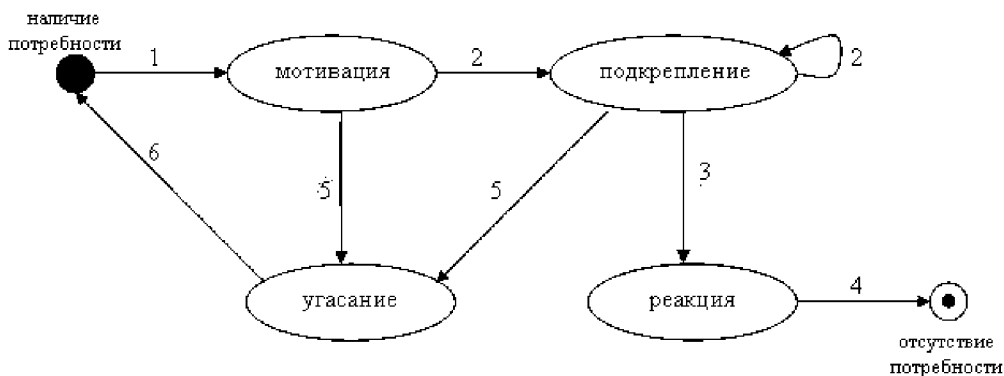 наличие
потребности
1
мотивация
2
подкрепление
2
6
5
5
3
угасание
реакция
4
отсутствие
потребности